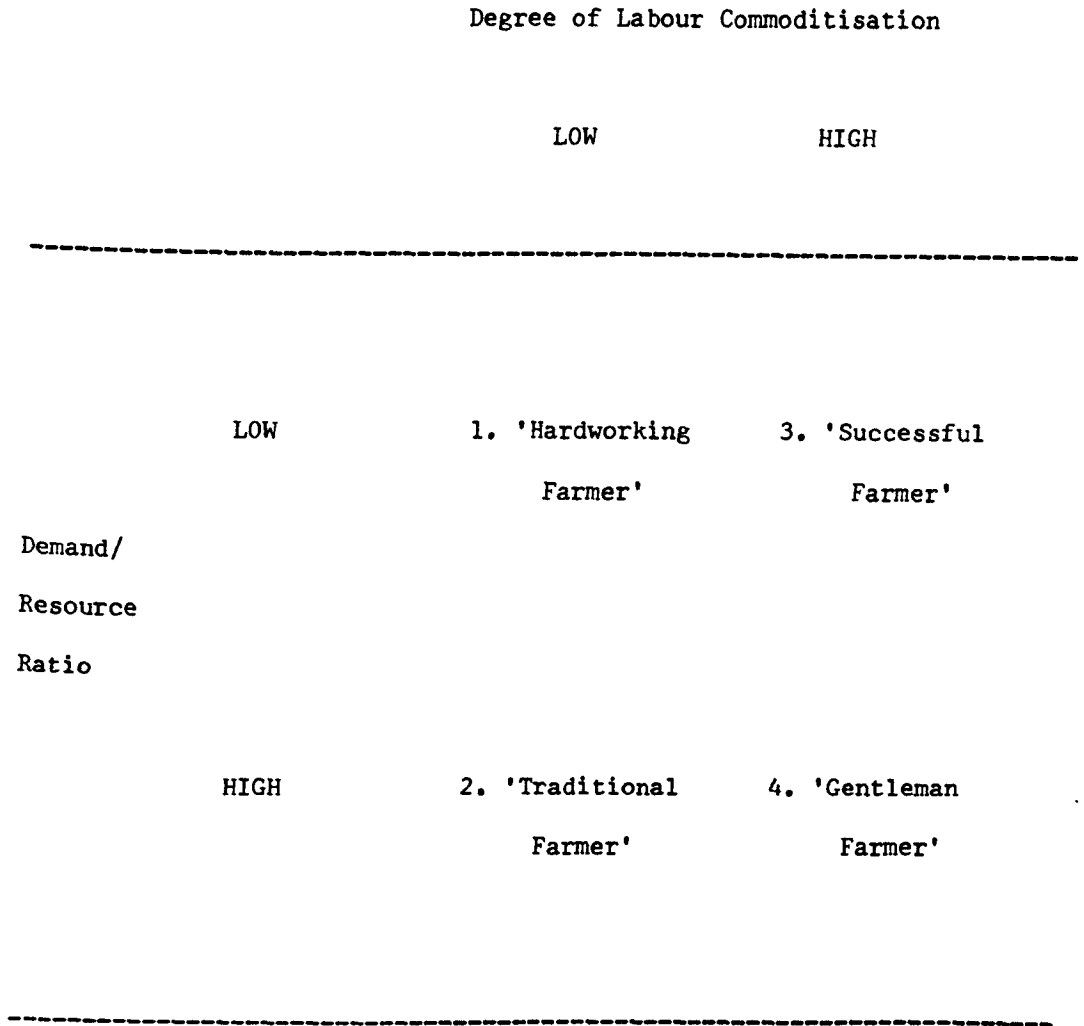 Degree of Labour Commoditisation
LOW HIGH
LOW 1. 'Hardworking 3. 'Successful
Farmer' Farmer'
Demand/
Resource
Ratio
HIGH 2. 'Traditional 4. 'Gentleman
Farmer' Farmer'